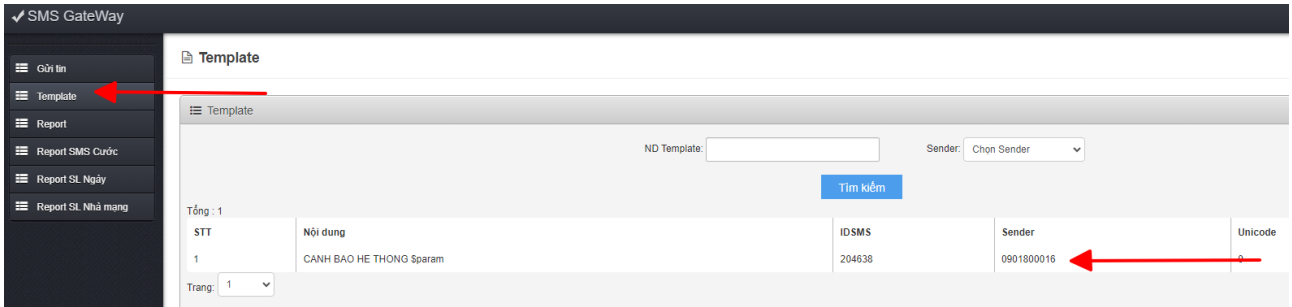 SMS GateWay
Gửi tin
Template
Report
Report SMS Cước
Report SL Ngày
Report SL Nhà mạng
Template
Template
ND Template: Sender: Chọn Sender
Tìm kiếm
Tổng : 1
STT Nội dung IDSMS Sender Unicode
1 CANH BAO HE THONG $param 204638 0901800016 0
Trang: 1